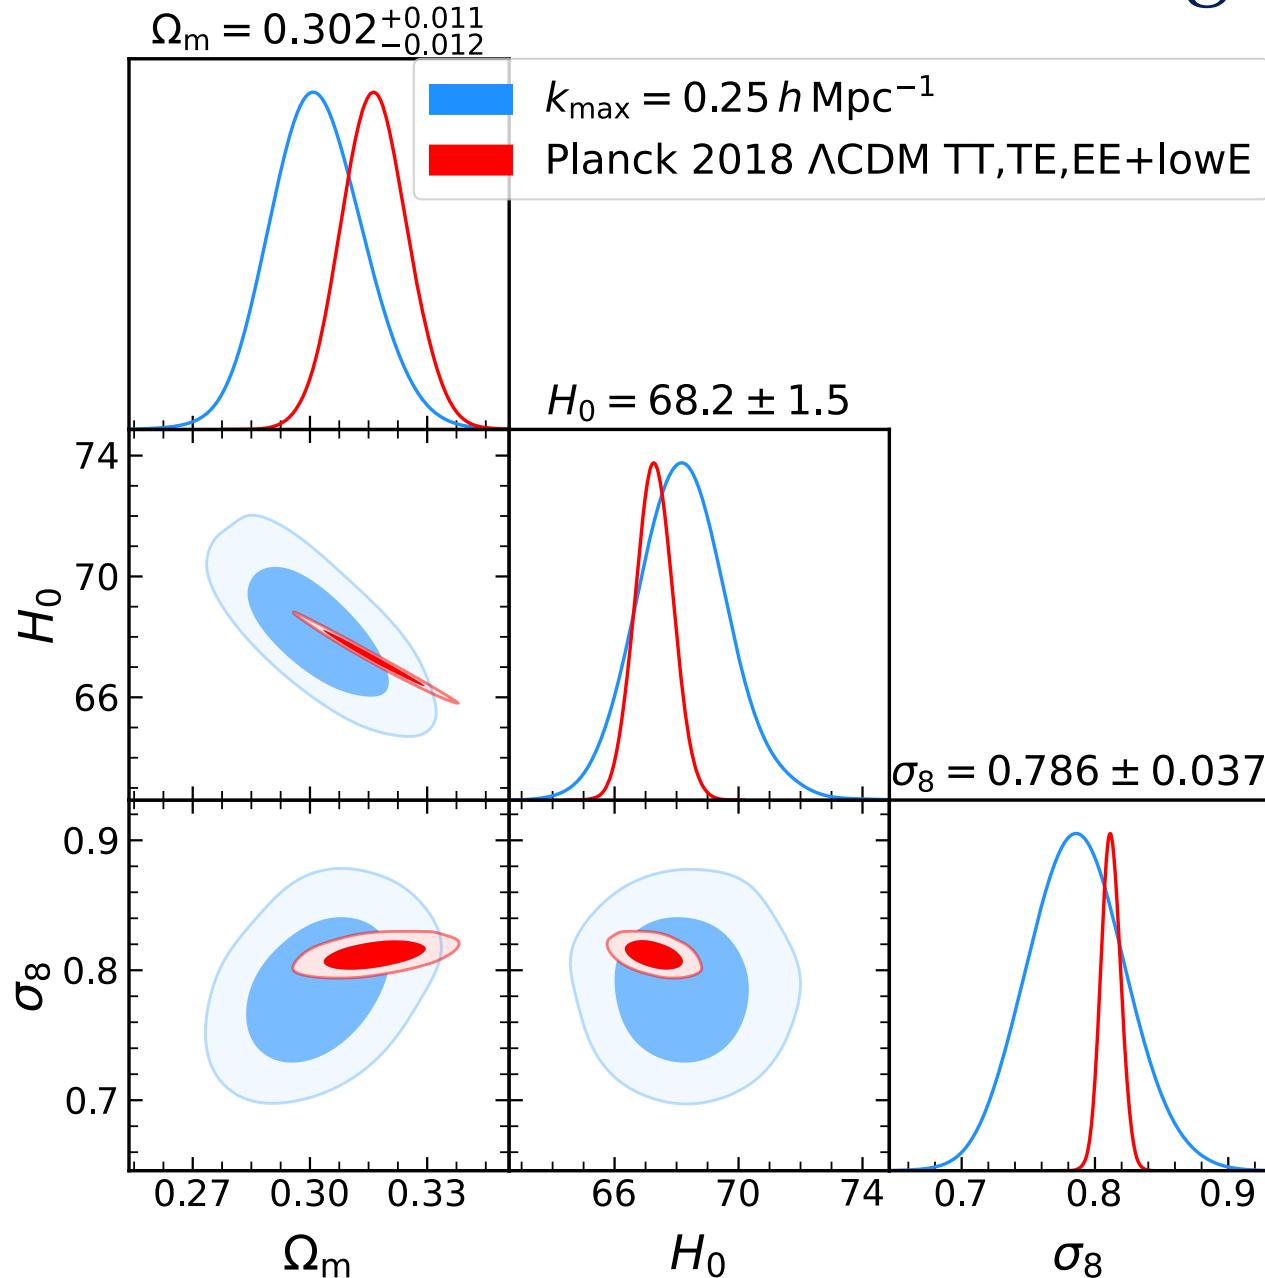 g
Ωₘ = 0.302⁺⁰·⁰¹¹₋₀.₀₁₂
k_max = 0.25 h Mpc⁻¹
Planck 2018 ΛCDM TT,TE,EE+lowE
H₀ = 68.2 ± 1.5
74
70
66
H₀
σ₈ = 0.786 ± 0.037
0.9
0.8
0.7
σ₈
0.27 0.30 0.33 66 70 74 0.7 0.8 0.9
Ωₘ H₀ σ₈